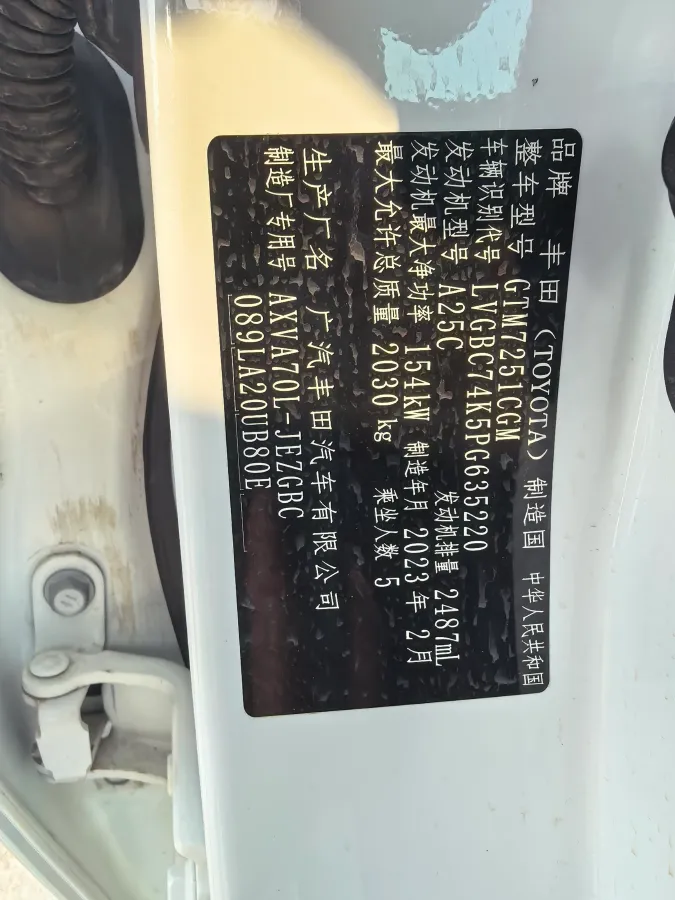 品牌 丰田（TOYOTA） 制造国 中华人民共和国
整车型号 GTM7251CGM
车辆识别代号 LVGBC74K5PG635220
发动机型号 A25C 发动机排量 2487mL
发动机最大净功率 154kW 制造年月 2023年 2月
最大允许总质量 2030 kg 乘坐人数 5
生产厂名 广汽丰田汽车有限公司
制造厂专用号 AXVA70L-JEZGBC
089LA20UB80E